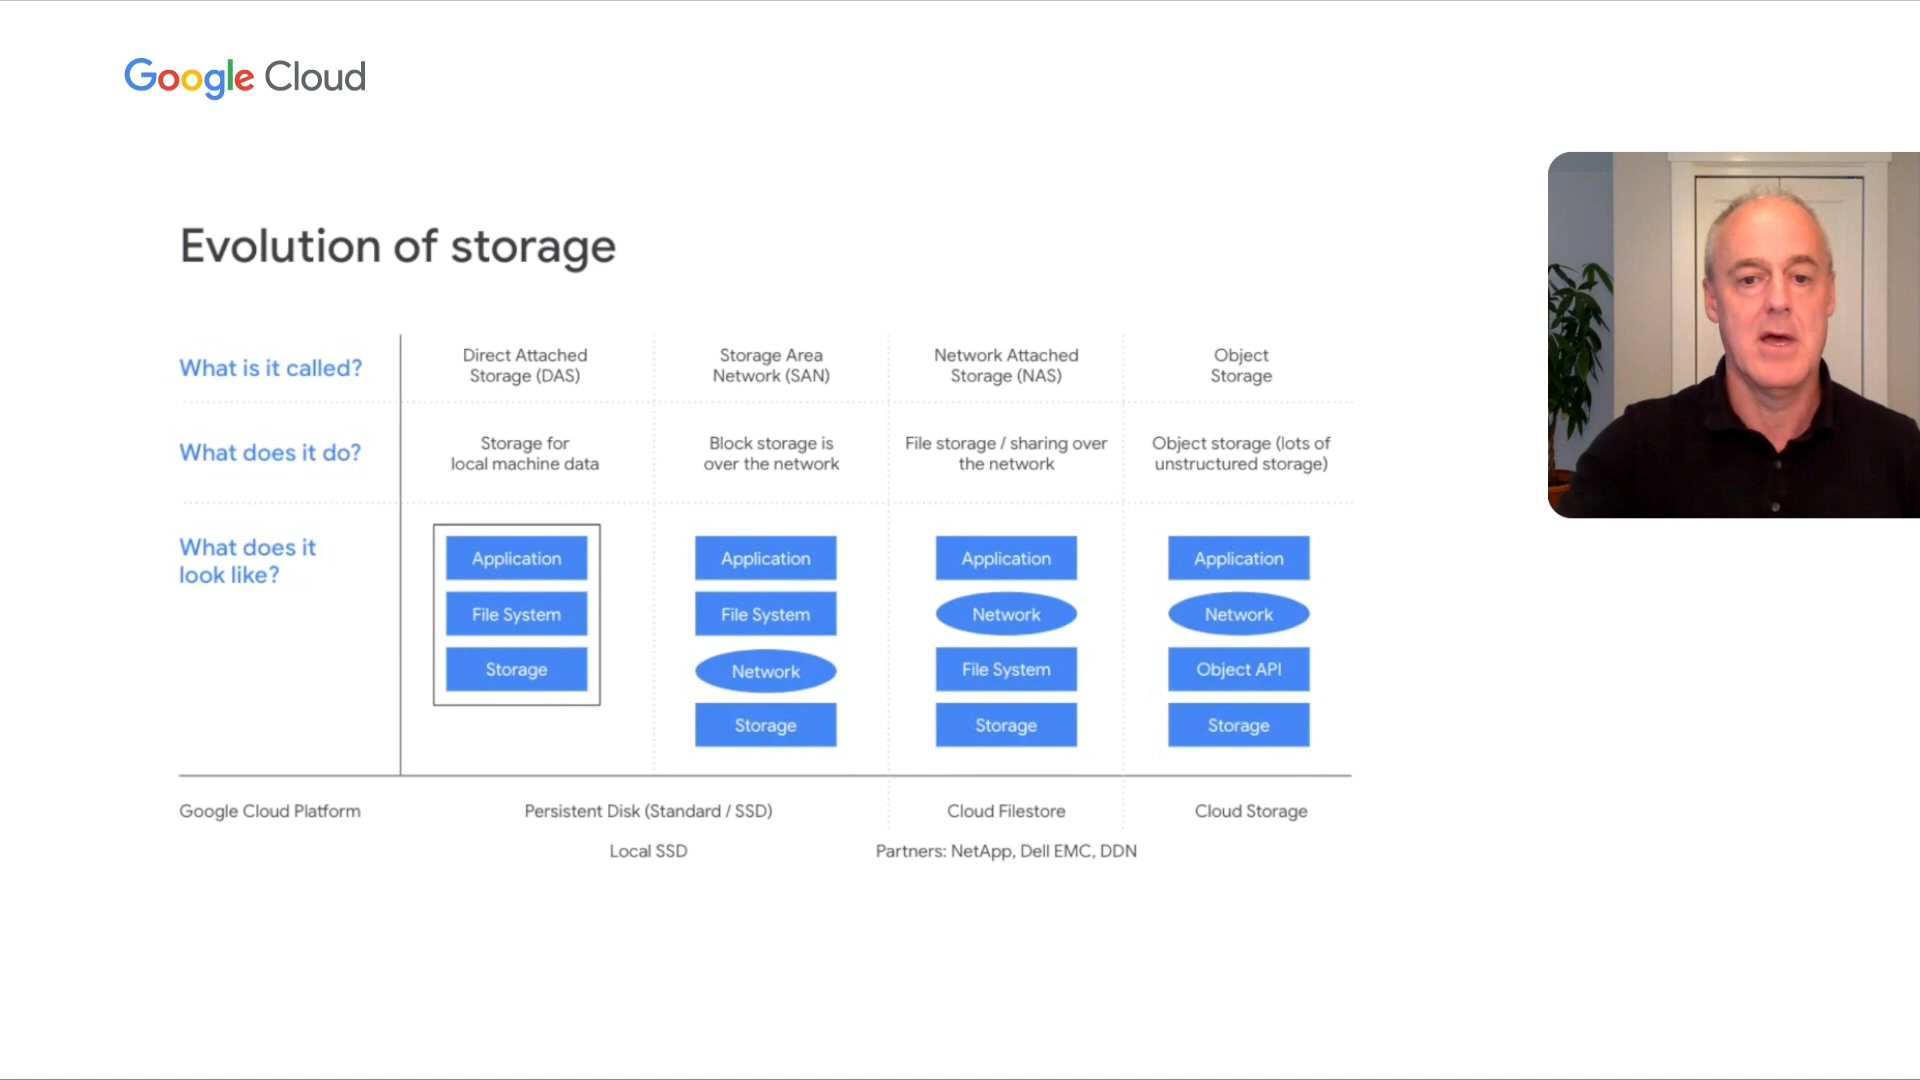 Google Cloud
Evolution of storage
What is it called?
Direct Attached
Storage (DAS)
Storage Area
Network (SAN)
Network Attached
Storage (NAS)
Object
Storage
What does it do?
Storage for
local machine data
Block storage is
over the network
File storage / sharing over
the network
Object storage (lots of
unstructured storage)
What does it
look like?
Application
File System
Storage
Application
File System
Network
Storage
Application
Network
File System
Storage
Application
Network
Object API
Storage
Google Cloud Platform
Persistent Disk (Standard / SSD)
Local SSD
Cloud Filestore
Partners: NetApp, Dell EMC, DDN
Cloud Storage